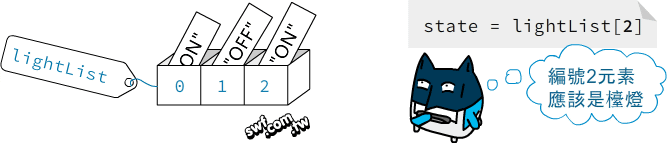 lightList
"ON"
"OFF"
"ON"
0 1 2
swf.com.tw
state = lightList[2]
編號2元素
應該是檯燈